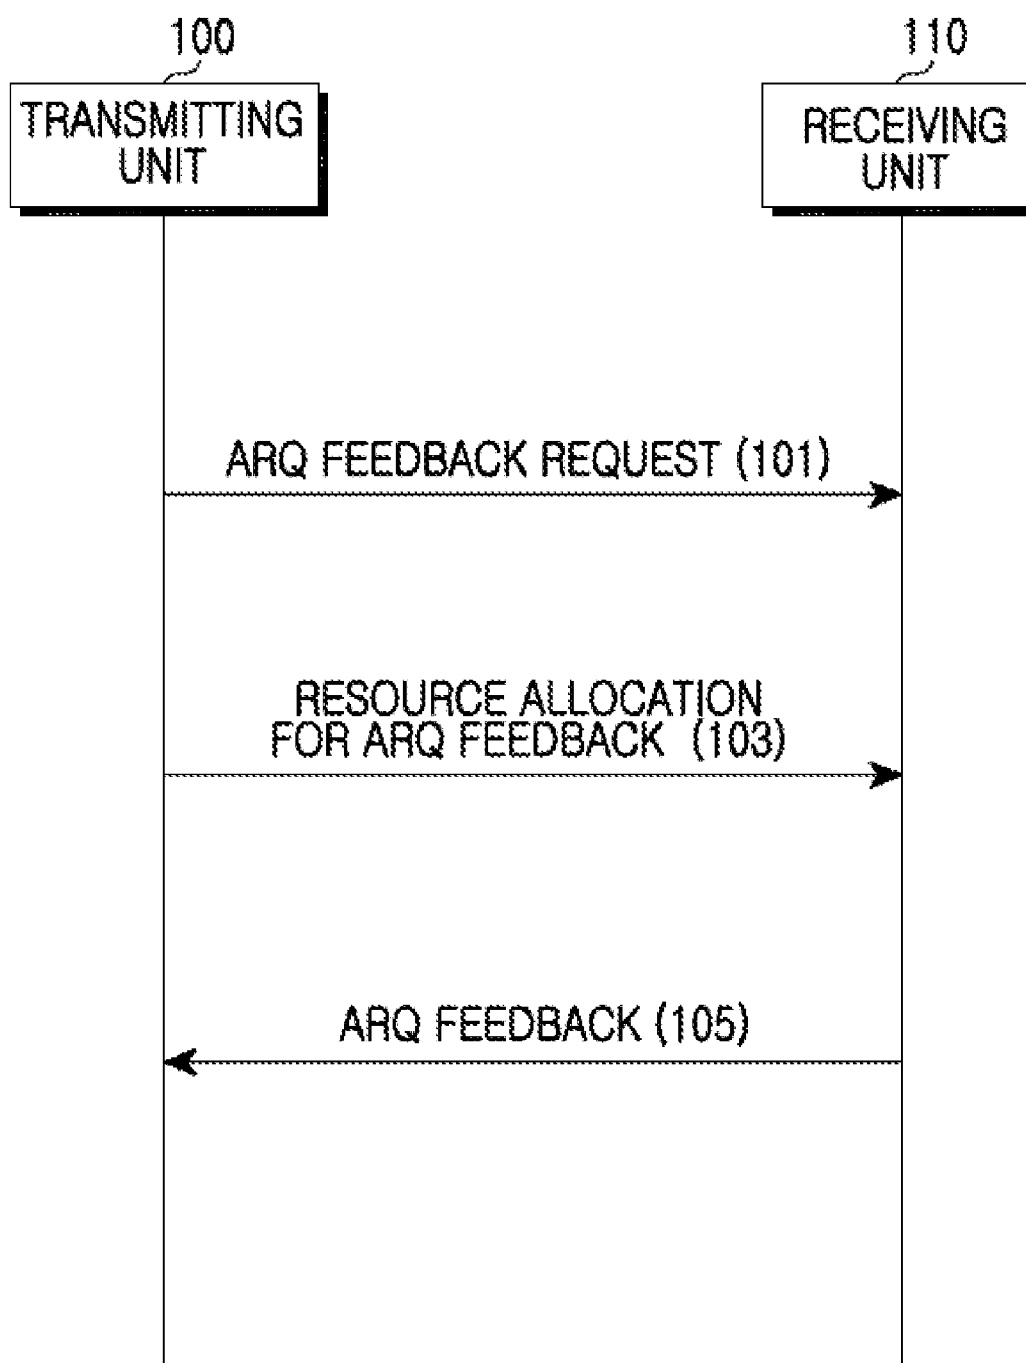 100
110
TRANSMITTING
UNIT
RECEIVING
UNIT
ARQ FEEDBACK REQUEST (101)
RESOURCE ALLOCATION
FOR ARQ FEEDBACK (103)
ARQ FEEDBACK (105)